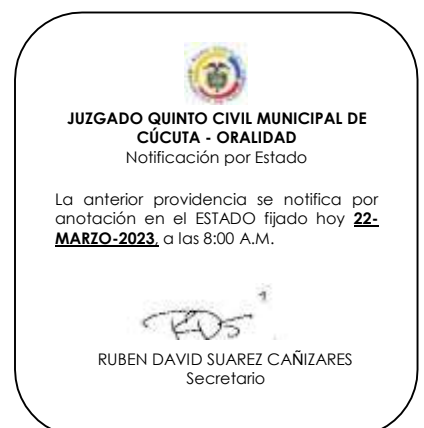 JUZGADO QUINTO CIVIL MUNICIPAL DE
CÚCUTA - ORALIDAD
Notificación por Estado
La anterior providencia se notifica por
anotación en el ESTADO fijado hoy 22-
MARZO-2023, a las 8:00 A.M.
RUBEN DAVID SUAREZ CAÑIZARES
Secretario